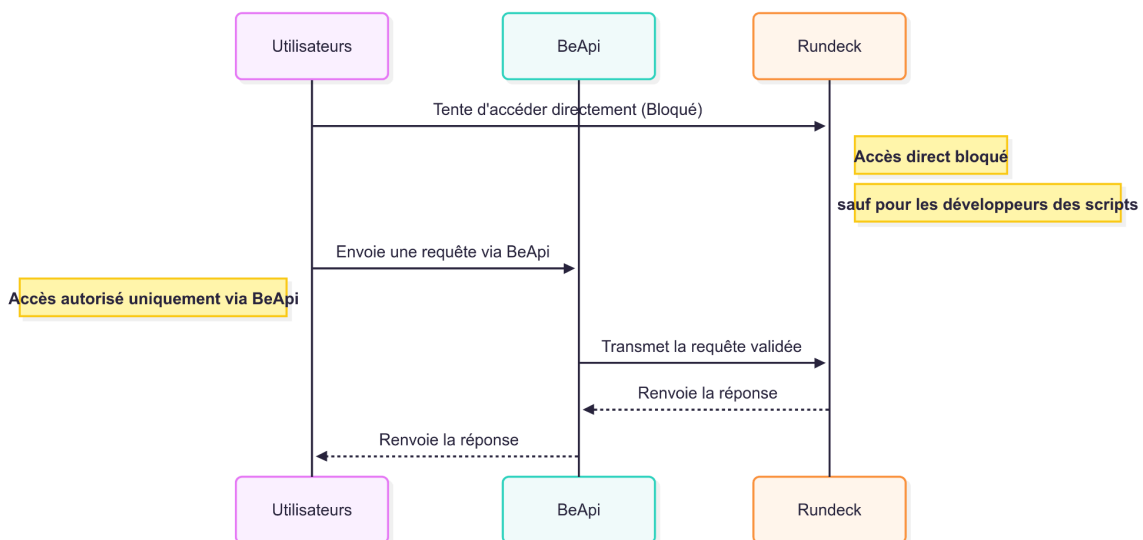 Utilisateurs
BeApi
Rundeck
Tente d'accéder directement (Bloqué)
Accès direct bloqué
sauf pour les développeurs des scripts
Envoie une requête via BeApi
Accès autorisé uniquement via BeApi
Transmet la requête validée
Renvoie la réponse
Renvoie la réponse
Utilisateurs
BeApi
Rundeck